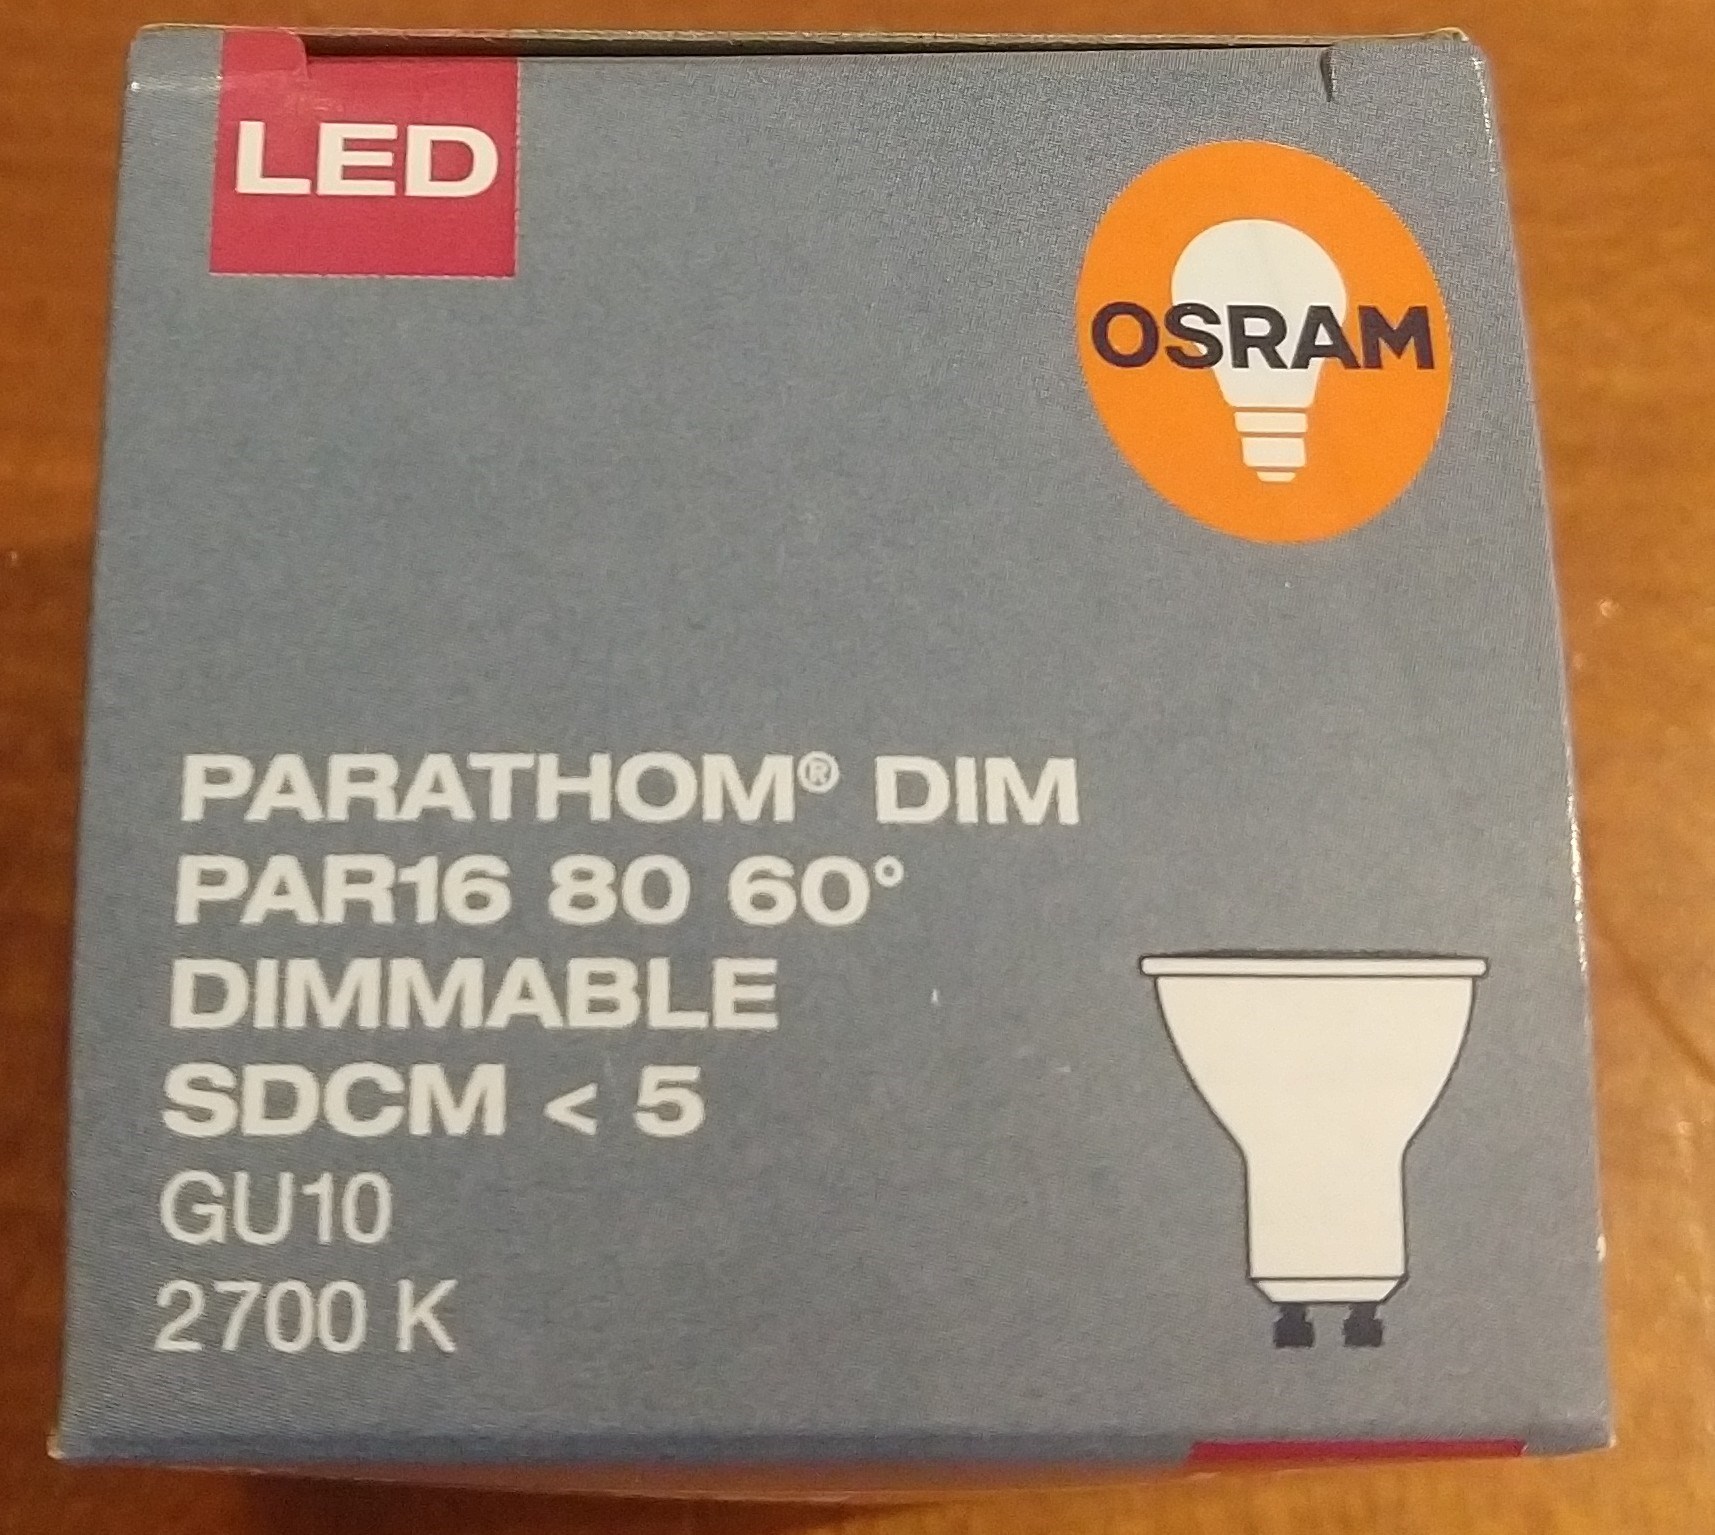 LED
OSRAM
PARATHOM® DIM
PAR16 80 60°
DIMMABLE
SDCM < 5
GU10
2700 K